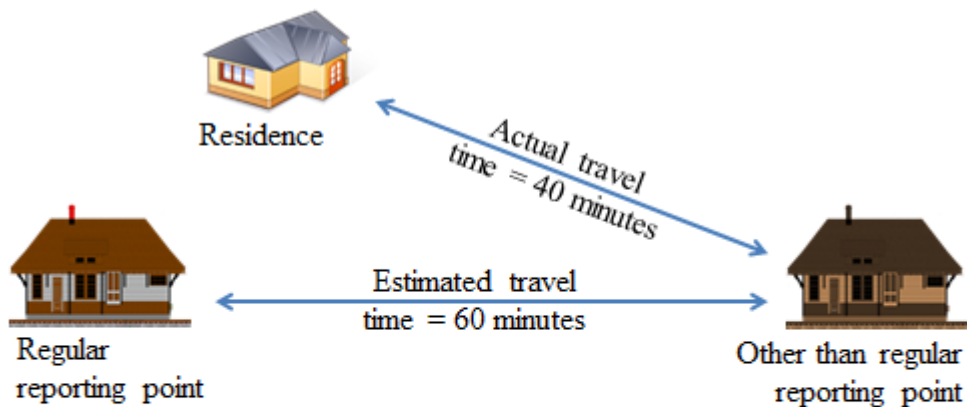 Residence
Actual travel
time = 40 minutes
Estimated travel
time = 60 minutes
Regular
reporting point
Other than regular
reporting point